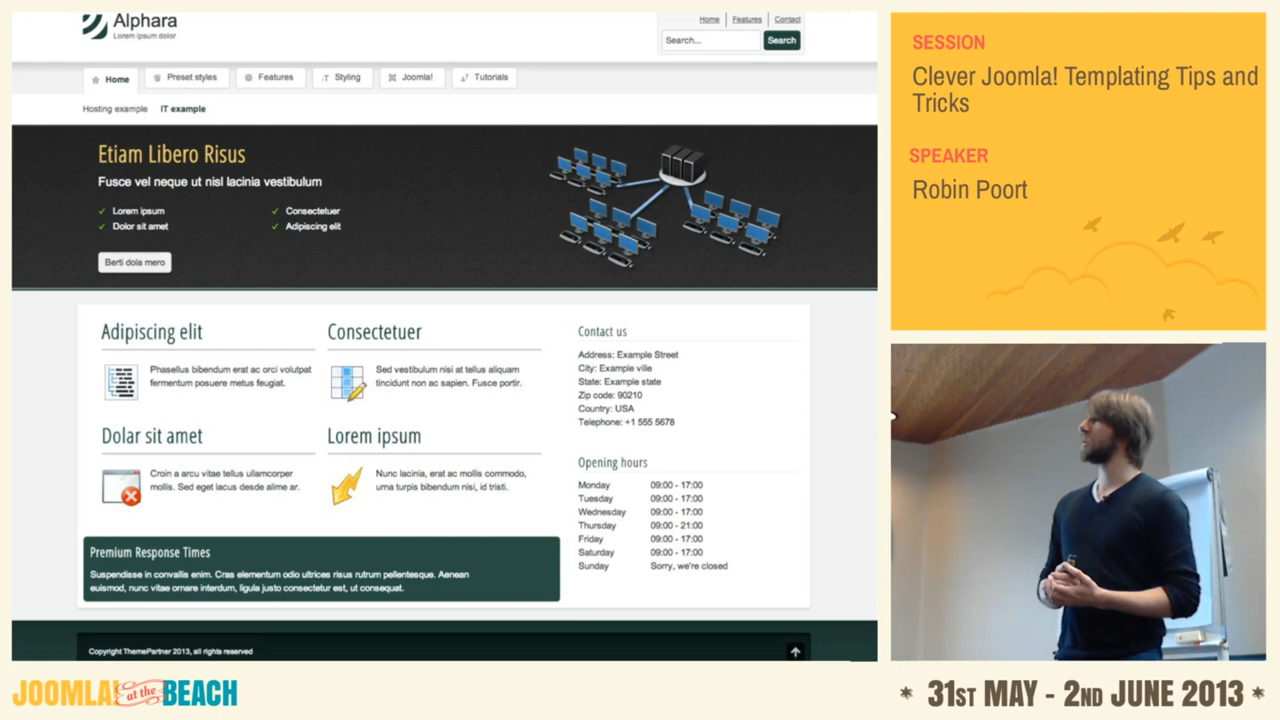 Alphara
Lorem ipsum dolor
Home Features Contact
Search... Search
Home Preset styles Features Styling Joomla! Tutorials
Hosting example IT example
Etiam Libero Risus
Fusce vel neque ut nisl lacinia vestibulum
Lorem ipsum Consectetuer
Dolor sit amet Adipiscing elit
Berti dola mero
Adipiscing elit
Phasellus bibendum erat ac orci volutpat
fermentum posuere metus feugiat.
Consectetuer
Sed vestibulum nisi at tellus aliquam
tincidunt non ac sapien. Fusce portir.
Dolar sit amet
Croin a arcu vitae tellus ullamcorper
mollis. Sed eget lacus desde alime ar.
Lorem ipsum
Nunc lacinia, erat ac mollis commodo,
urna turpis bibendum nisi, id tristi.
Premium Response Times
Suspendisse in convallis enim. Cras elementum odio ultrices risus rutrum pellentesque. Aenean
euismod, nunc vitae ornare interdum, ligula justo consectetur est, ut consequat.
Contact us
Address: Example Street
City: Example ville
State: Example state
Zip code: 90210
Country: USA
Telephone: +1 555 5678
Opening hours
Monday 09:00 - 17:00
Tuesday 09:00 - 17:00
Wednesday 09:00 - 17:00
Thursday 09:00 - 21:00
Friday 09:00 - 17:00
Saturday 09:00 - 17:00
Sunday Sorry, we're closed
Copyright ThemePartner 2013, all rights reserved
SESSION
Clever Joomla! Templating Tips and
Tricks
SPEAKER
Robin Poort
JOOMLA! at the BEACH
* 31ST MAY - 2ND JUNE 2013 *